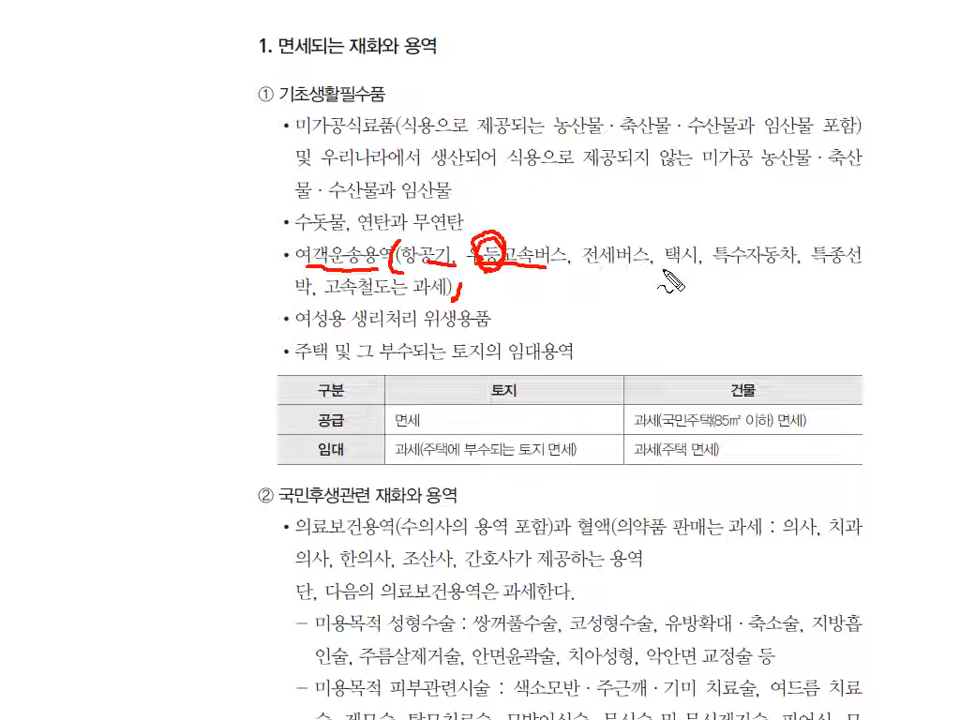 1. 면세되는 재화와 용역
① 기초생활필수품
• 미가공식료품(식용으로 제공되는 농산물·축산물·수산물과 임산물 포함)
및 우리나라에서 생산되어 식용으로 제공되지 않는 미가공 농산물·축산
물·수산물과 임산물
• 수돗물, 연탄과 무연탄
• 여객운송용역(항공기, 우등고속버스, 전세버스, 택시, 특수자동차, 특종선
박, 고속철도는 과세)
• 여성용 생리처리 위생용품
• 주택 및 그 부수되는 토지의 임대용역
구분 토지 건물
공급 면세 과세(국민주택(85㎡ 이하) 면세)
임대 과세(주택에 부수되는 토지 면세) 과세(주택 면세)
② 국민후생관련 재화와 용역
• 의료보건용역(수의사의 용역 포함)과 혈액(의약품 판매는 과세 : 의사, 치과
의사, 한의사, 조산사, 간호사가 제공하는 용역
단, 다음의 의료보건용역은 과세한다.
– 미용목적 성형수술 : 쌍꺼풀수술, 코성형수술, 유방확대·축소술, 지방흡
인술, 주름살제거술, 안면윤곽술, 치아성형, 악안면 교정술 등
– 미용목적 피부관련시술 : 색소모반·주근깨·기미 치료술, 여드름 치료